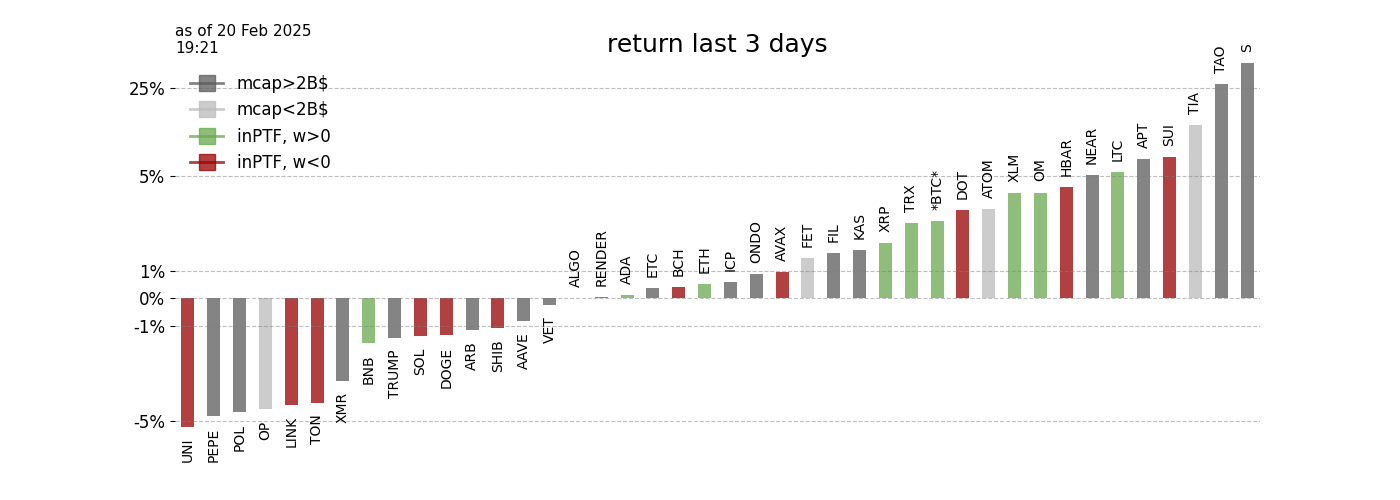 as of 20 Feb 2025
19:21
return last 3 days
mcap>2B$
mcap<2B$
inPTF, w>0
inPTF, w<0
25%
5%
1%
0%
-1%
-5%
UNI
PEPE
POL
OP
LINK
TON
XMR
BNB
TRUMP
SOL
DOGE
ARB
SHIB
AAVE
VET
ALGO
RENDER
ADA
ETC
BCH
ETH
ICP
ONDO
AVAX
FET
FIL
KAS
XRP
TRX
*BTC*
DOT
ATOM
XLM
OM
HBAR
NEAR
LTC
APT
SUI
TIA
TAO
S